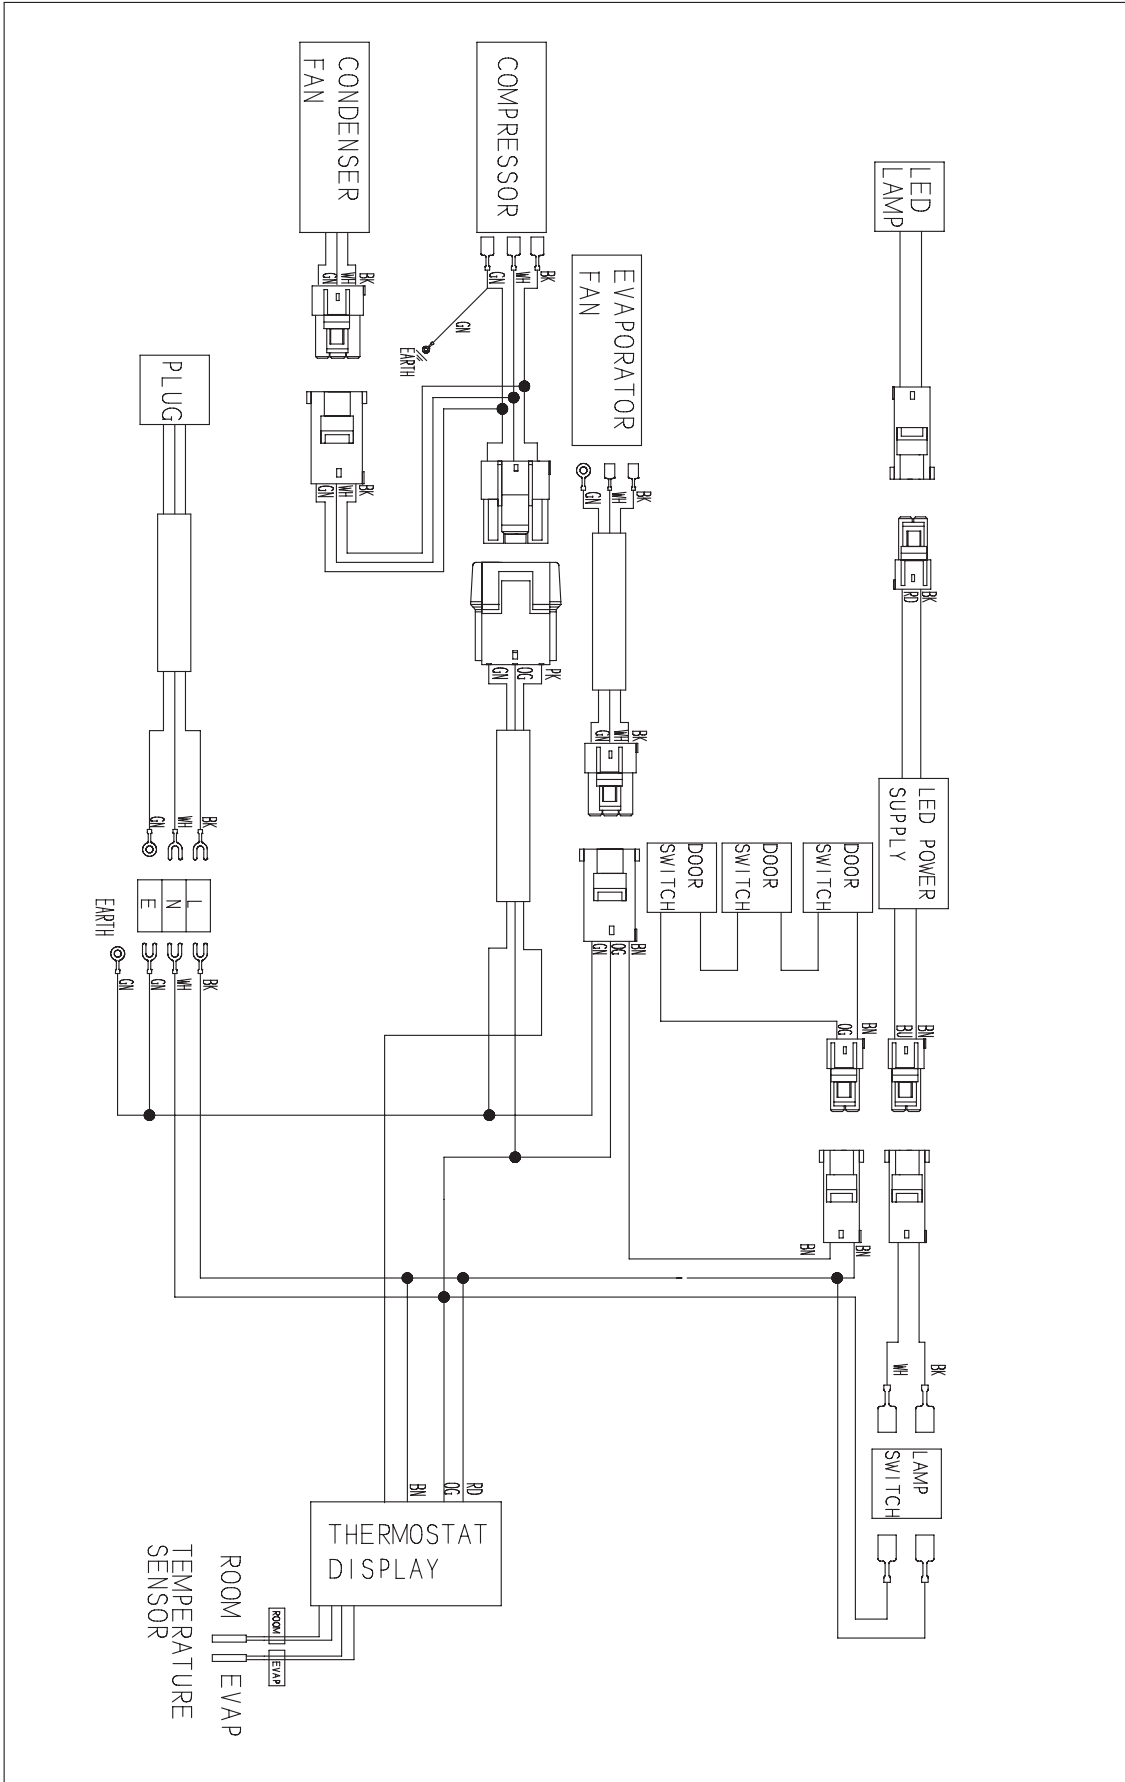 CONDENSER
FAN
COMPRESSOR
LED
LAMP
BK
WH
GN
BK
WH
GN
GN
EARTH
EVAPORATOR
FAN
PLUG
BK
WH
GN
BK
WH
GN
BK
RD
PK
OG
GN
BK
WH
GN
LED POWER
SUPPLY
DOOR
SWITCH
DOOR
SWITCH
DOOR
SWITCH
BK
WH
GN
L
N
E
EARTH
BK
WH
GN
GN
BN
OG
GN
BN
OG
BN
BU
BN
BN
BK
WH
LAMP
SWITCH
RD
OG
BN
THERMOSTAT
DISPLAY
ROOM
EVAP
ROOM
EVAP
TEMPERATURE
SENSOR